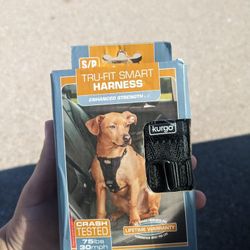 S/P
TRU-FIT SMART
HARNESS
ENHANCED STRENGTH
kurgo
CRASH
TESTED
75lbs
30mph
LIFETIME WARRANTY